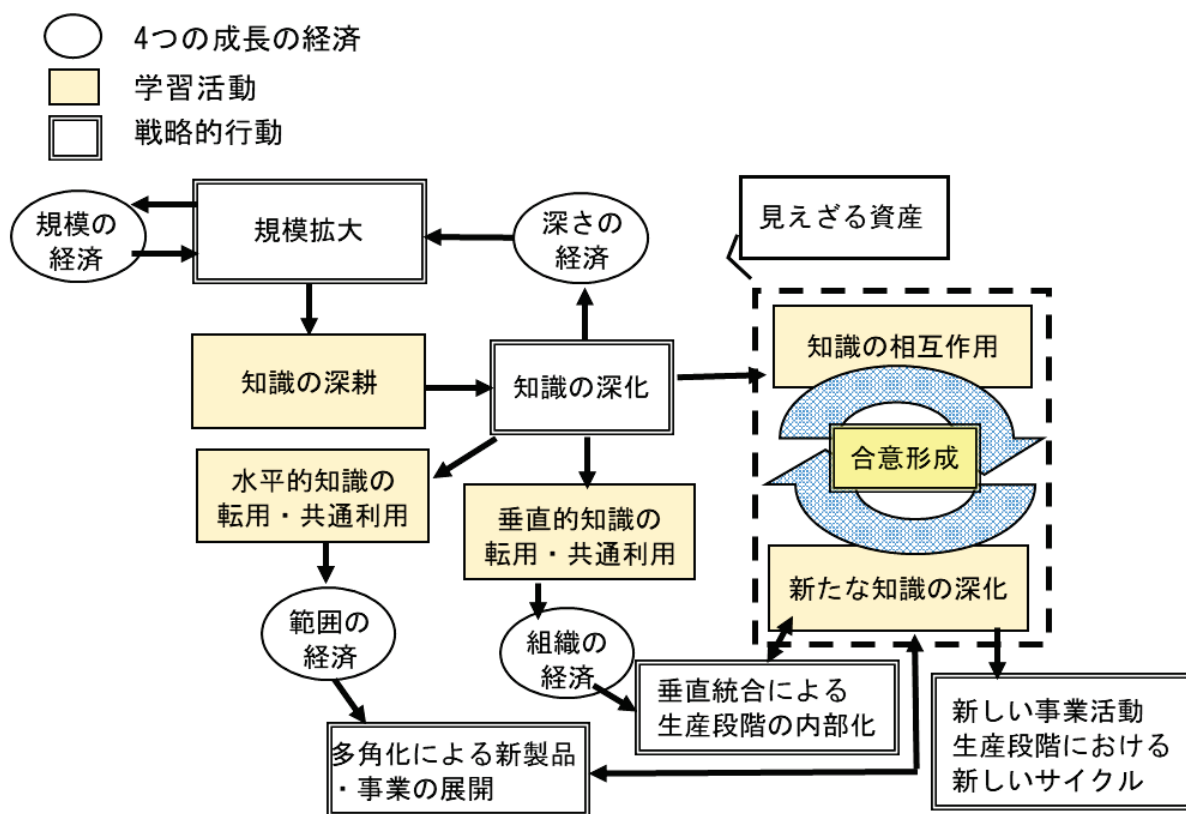 4つの成長の経済
学習活動
戦略的行動
規模の
経済
規模拡大
深さの
経済
見えざる資産
知識の深耕
知識の深化
知識の相互作用
合意形成
水平的知識の
転用・共通利用
垂直的知識の
転用・共通利用
新たな知識の深化
範囲の
経済
組織の
経済
垂直統合による
生産段階の内部化
新しい事業活動
生産段階における
新しいサイクル
多角化による新製品
・事業の展開